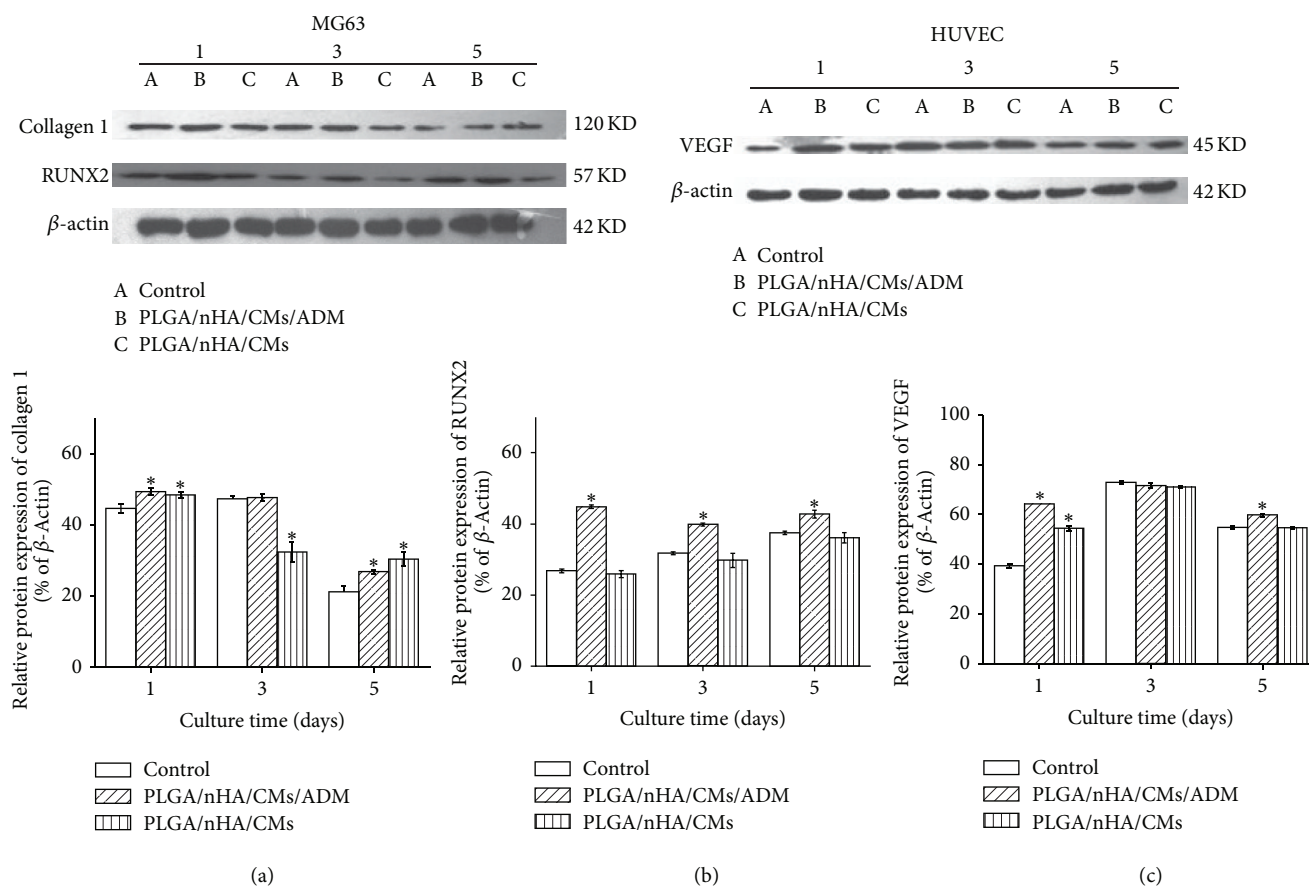 MG63
1 3 5
A B C A B C A B C
Collagen 1 120 KD
RUNX2 57 KD
β-actin 42 KD
A Control
B PLGA/nHA/CMs/ADM
C PLGA/nHA/CMs
HUVEC
1 3 5
A B C A B C A B C
VEGF 45 KD
β-actin 42 KD
A Control
B PLGA/nHA/CMs/ADM
C PLGA/nHA/CMs
Relative protein expression of collagen 1
(% of β-Actin)
60
40
20
0
* *
*
* *
1 3 5
Culture time (days)
Control
PLGA/nHA/CMs/ADM
PLGA/nHA/CMs
(a)
Relative protein expression of RUNX2
(% of β-Actin)
60
40
20
0
*
*
*
1 3 5
Culture time (days)
Control
PLGA/nHA/CMs/ADM
PLGA/nHA/CMs
(b)
Relative protein expression of VEGF
(% of β-Actin)
100
80
60
40
20
0
*
*
*
1 3 5
Culture time (days)
Control
PLGA/nHA/CMs/ADM
PLGA/nHA/CMs
(c)